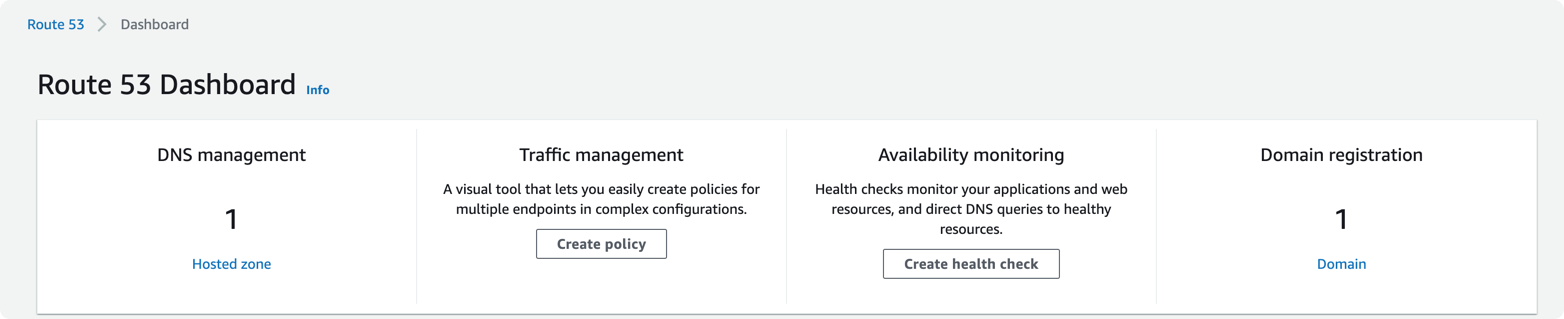 Route 53 > Dashboard
Route 53 Dashboard Info
DNS management
1
Hosted zone
Traffic management
A visual tool that lets you easily create policies for
multiple endpoints in complex configurations.
Create policy
Availability monitoring
Health checks monitor your applications and web
resources, and direct DNS queries to healthy
resources.
Create health check
Domain registration
1
Domain